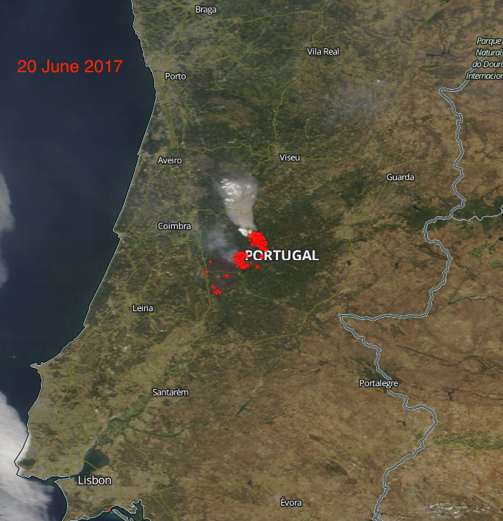 Braga
Vila Real
Parque
Natural
do Douro
Internacion
20 June 2017
Porto
Aveiro
Viseu
Guarda
Coimbra
PORTUGAL
Leiria
Portalegre
Santarém
Lisbon
Évora